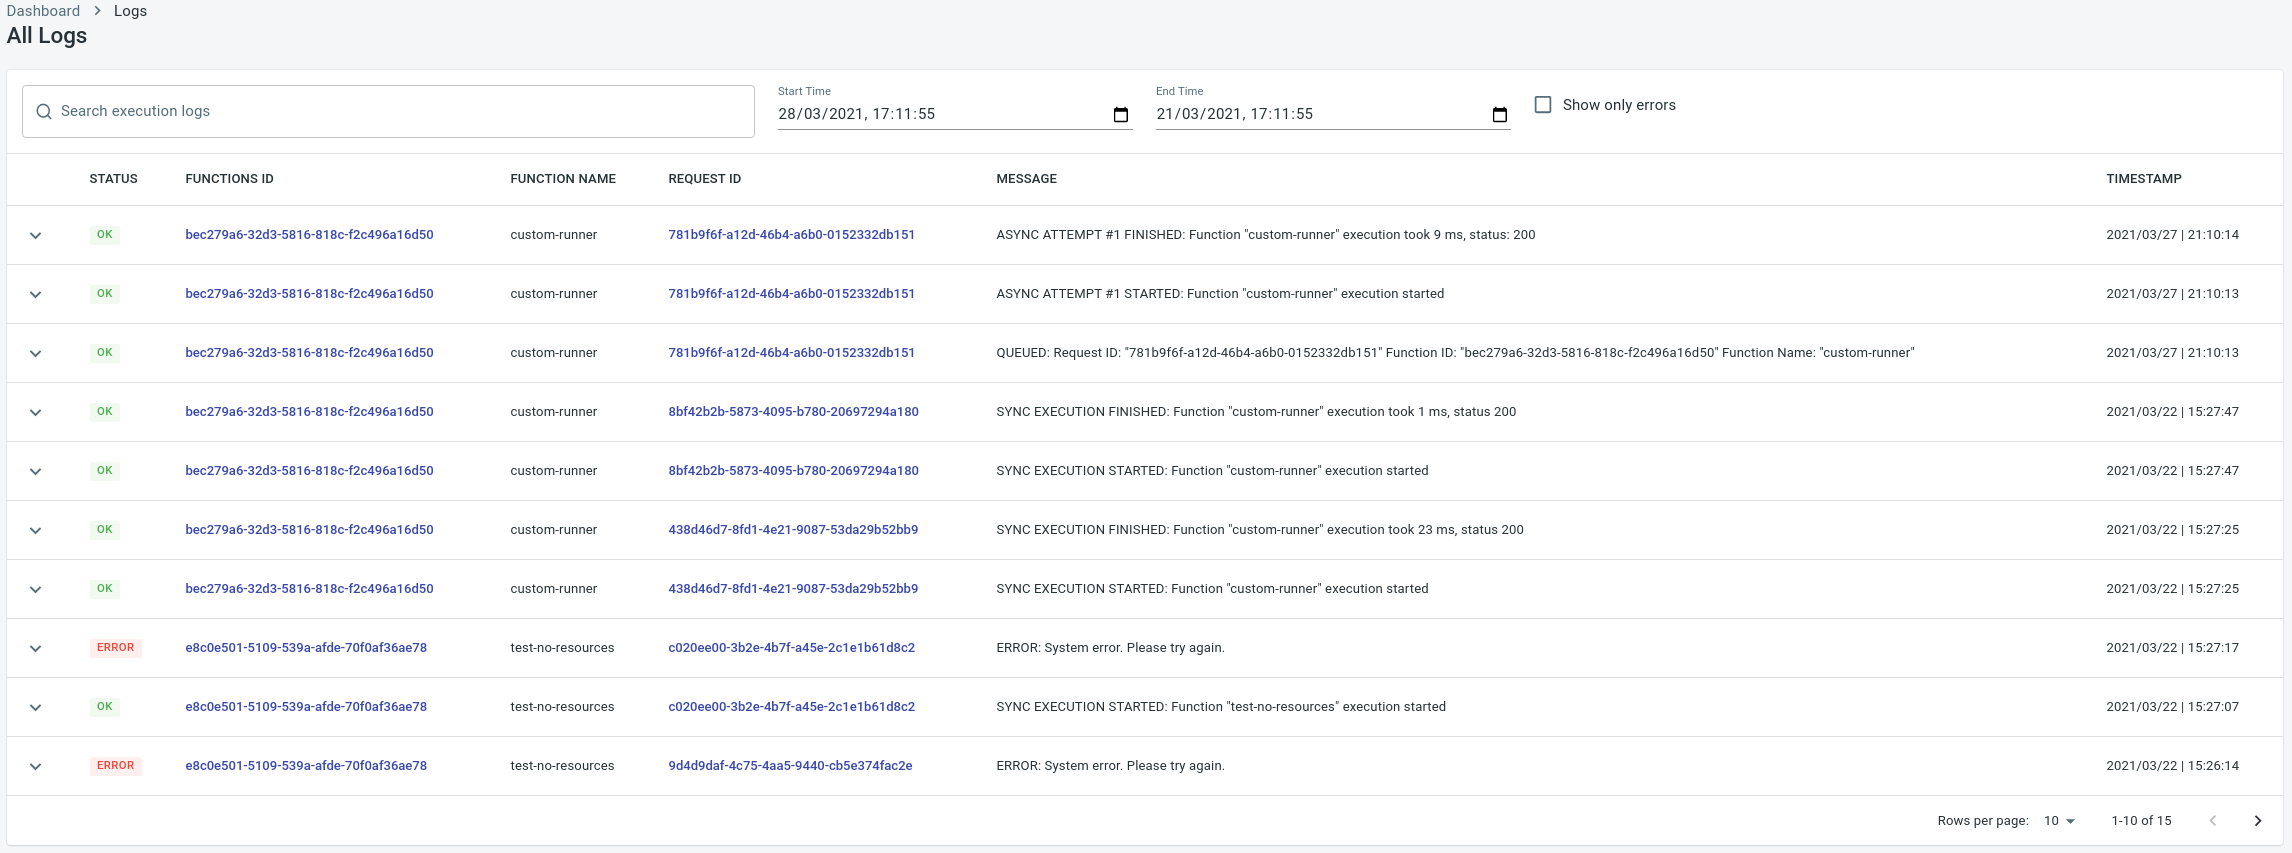 Dashboard > Logs
All Logs
Search execution logs
Start Time
28/03/2021, 17:11:55
End Time
21/03/2021, 17:11:55
Show only errors
STATUS FUNCTIONS ID FUNCTION NAME REQUEST ID MESSAGE TIMESTAMP
OK bec279a6-32d3-5816-818c-f2c496a16d50 custom-runner 781b9f6f-a12d-46b4-a6b0-0152332db151 ASYNC ATTEMPT #1 FINISHED: Function "custom-runner" execution took 9 ms, status: 200 2021/03/27 | 21:10:14
OK bec279a6-32d3-5816-818c-f2c496a16d50 custom-runner 781b9f6f-a12d-46b4-a6b0-0152332db151 ASYNC ATTEMPT #1 STARTED: Function "custom-runner" execution started 2021/03/27 | 21:10:13
OK bec279a6-32d3-5816-818c-f2c496a16d50 custom-runner 781b9f6f-a12d-46b4-a6b0-0152332db151 QUEUED: Request ID: "781b9f6f-a12d-46b4-a6b0-0152332db151" Function ID: "bec279a6-32d3-5816-818c-f2c496a16d50" Function Name: "custom-runner" 2021/03/27 | 21:10:13
OK bec279a6-32d3-5816-818c-f2c496a16d50 custom-runner 8bf42b2b-5873-4095-b780-20697294a180 SYNC EXECUTION FINISHED: Function "custom-runner" execution took 1 ms, status 200 2021/03/22 | 15:27:47
OK bec279a6-32d3-5816-818c-f2c496a16d50 custom-runner 8bf42b2b-5873-4095-b780-20697294a180 SYNC EXECUTION STARTED: Function "custom-runner" execution started 2021/03/22 | 15:27:47
OK bec279a6-32d3-5816-818c-f2c496a16d50 custom-runner 438d46d7-8fd1-4e21-9087-53da29b52bb9 SYNC EXECUTION FINISHED: Function "custom-runner" execution took 23 ms, status 200 2021/03/22 | 15:27:25
OK bec279a6-32d3-5816-818c-f2c496a16d50 custom-runner 438d46d7-8fd1-4e21-9087-53da29b52bb9 SYNC EXECUTION STARTED: Function "custom-runner" execution started 2021/03/22 | 15:27:25
ERROR e8c0e501-5109-539a-afde-70f0af36ae78 test-no-resources c020ee00-3b2e-4b7f-a45e-2c1e1b61d8c2 ERROR: System error. Please try again. 2021/03/22 | 15:27:17
OK e8c0e501-5109-539a-afde-70f0af36ae78 test-no-resources c020ee00-3b2e-4b7f-a45e-2c1e1b61d8c2 SYNC EXECUTION STARTED: Function "test-no-resources" execution started 2021/03/22 | 15:27:07
ERROR e8c0e501-5109-539a-afde-70f0af36ae78 test-no-resources 9d4d9daf-4c75-4aa5-9440-cb5e374fac2e ERROR: System error. Please try again. 2021/03/22 | 15:26:14
Rows per page: 10 1-10 of 15